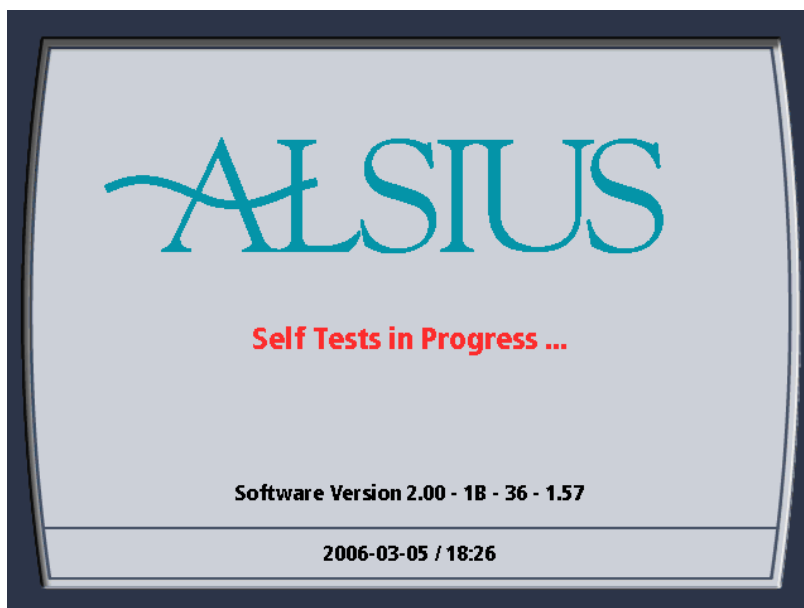 ALSIUS
Self Tests in Progress ...
Software Version 2.00 - 1B - 36 - 1.57
2006-03-05 / 18:26